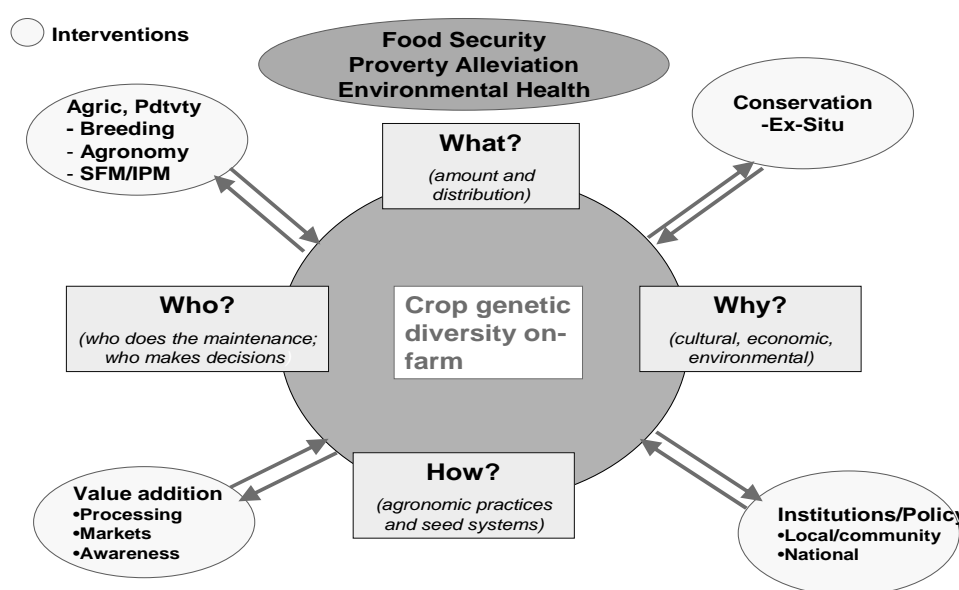 Interventions
Food Security
Proverty Alleviation
Environmental Health
Agric, Pdtvty
- Breeding
- Agronomy
- SFM/IPM
Conservation
-Ex-Situ
What?
(amount and
distribution)
Who?
(who does the maintenance;
who makes decisions)
Crop genetic
diversity on-
farm
Why?
(cultural, economic,
environmental)
How?
(agronomic practices
and seed systems)
Value addition
•Processing
•Markets
•Awareness
Institutions/Policy
•Local/community
•National